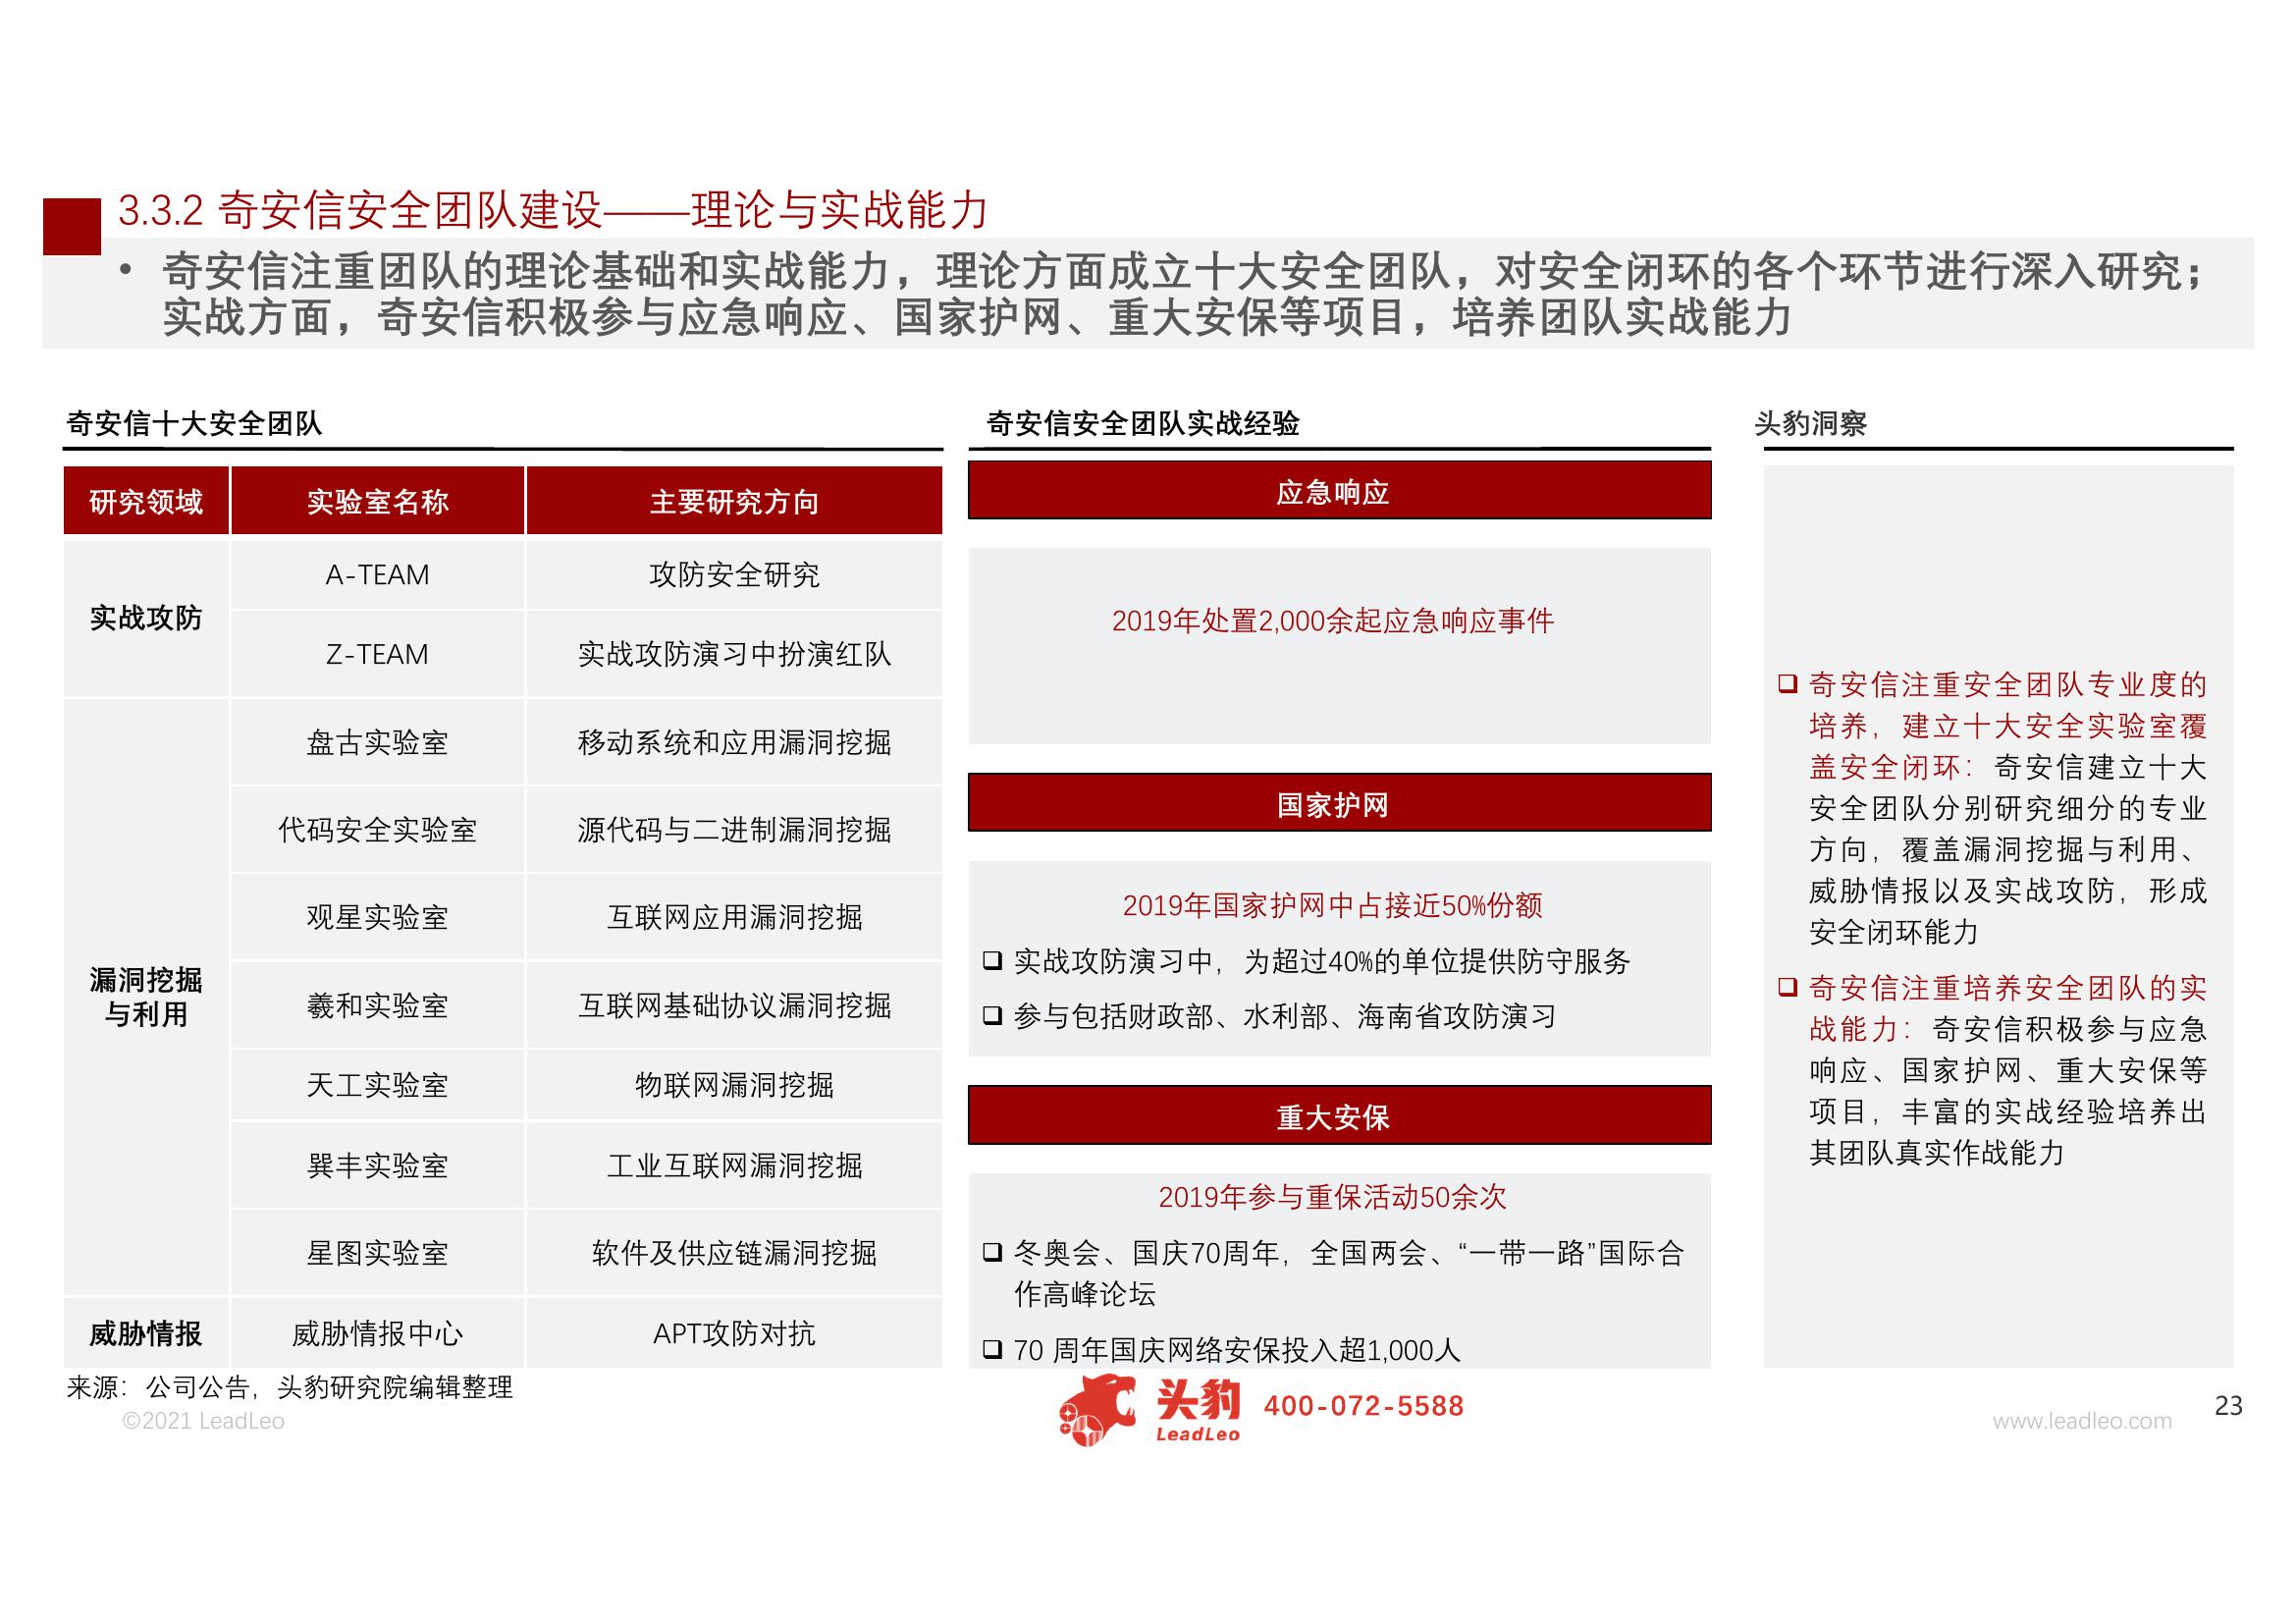 3.3.2 奇安信安全团队建设——理论与实战能力
• 奇安信注重团队的理论基础和实战能力，理论方面成立十大安全团队，对安全闭环的各个环节进行深入研究；
实战方面，奇安信积极参与应急响应、国家护网、重大安保等项目，培养团队实战能力
奇安信十大安全团队
研究领域 实验室名称 主要研究方向
实战攻防
A-TEAM 攻防安全研究
Z-TEAM 实战攻防演习中扮演红队
漏洞挖掘
与利用
盘古实验室 移动系统和应用漏洞挖掘
代码安全实验室 源代码与二进制漏洞挖掘
观星实验室 互联网应用漏洞挖掘
羲和实验室 互联网基础协议漏洞挖掘
天工实验室 物联网漏洞挖掘
巽丰实验室 工业互联网漏洞挖掘
星图实验室 软件及供应链漏洞挖掘
威胁情报 威胁情报中心 APT攻防对抗
来源：公司公告，头豹研究院编辑整理
奇安信安全团队实战经验
应急响应
2019年处置2,000余起应急响应事件
国家护网
2019年国家护网中占接近50%份额
❑ 实战攻防演习中，为超过40%的单位提供防守服务
❑ 参与包括财政部、水利部、海南省攻防演习
重大安保
2019年参与重保活动50余次
❑ 冬奥会、国庆70周年，全国两会、“一带一路”国际合
作高峰论坛
❑ 70 周年国庆网络安保投入超1,000人
头豹洞察
❑ 奇安信注重安全团队专业度的
培养，建立十大安全实验室覆
盖安全闭环：奇安信建立十大
安全团队分别研究细分的专业
方向，覆盖漏洞挖掘与利用、
威胁情报以及实战攻防，形成
安全闭环能力
❑ 奇安信注重培养安全团队的实
战能力：奇安信积极参与应急
响应、国家护网、重大安保等
项目，丰富的实战经验培养出
其团队真实作战能力
©2021 LeadLeo
头豹
LeadLeo
400-072-5588
www.leadleo.com
23